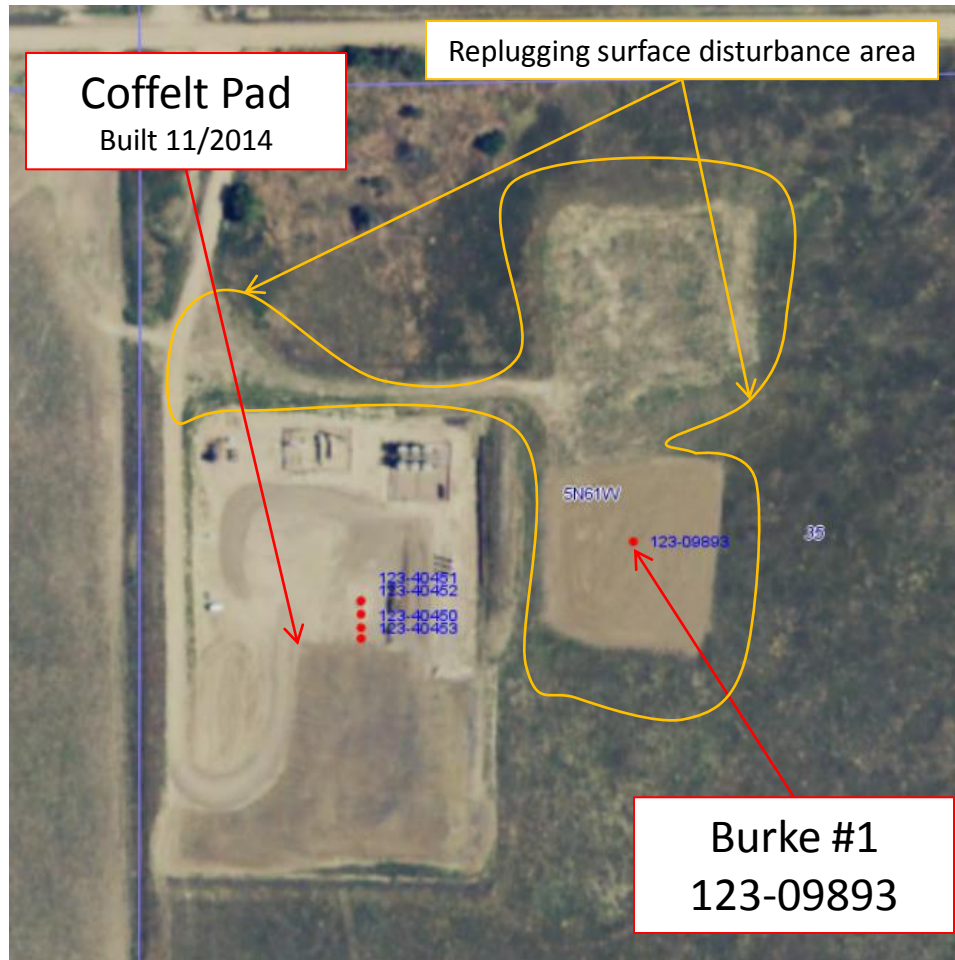 Replugging surface disturbance area
Coffelt Pad
Built 11/2014
5N61W
35
123-09893
123-40451
123-40452
123-40450
123-40453
Burke #1
123-09893